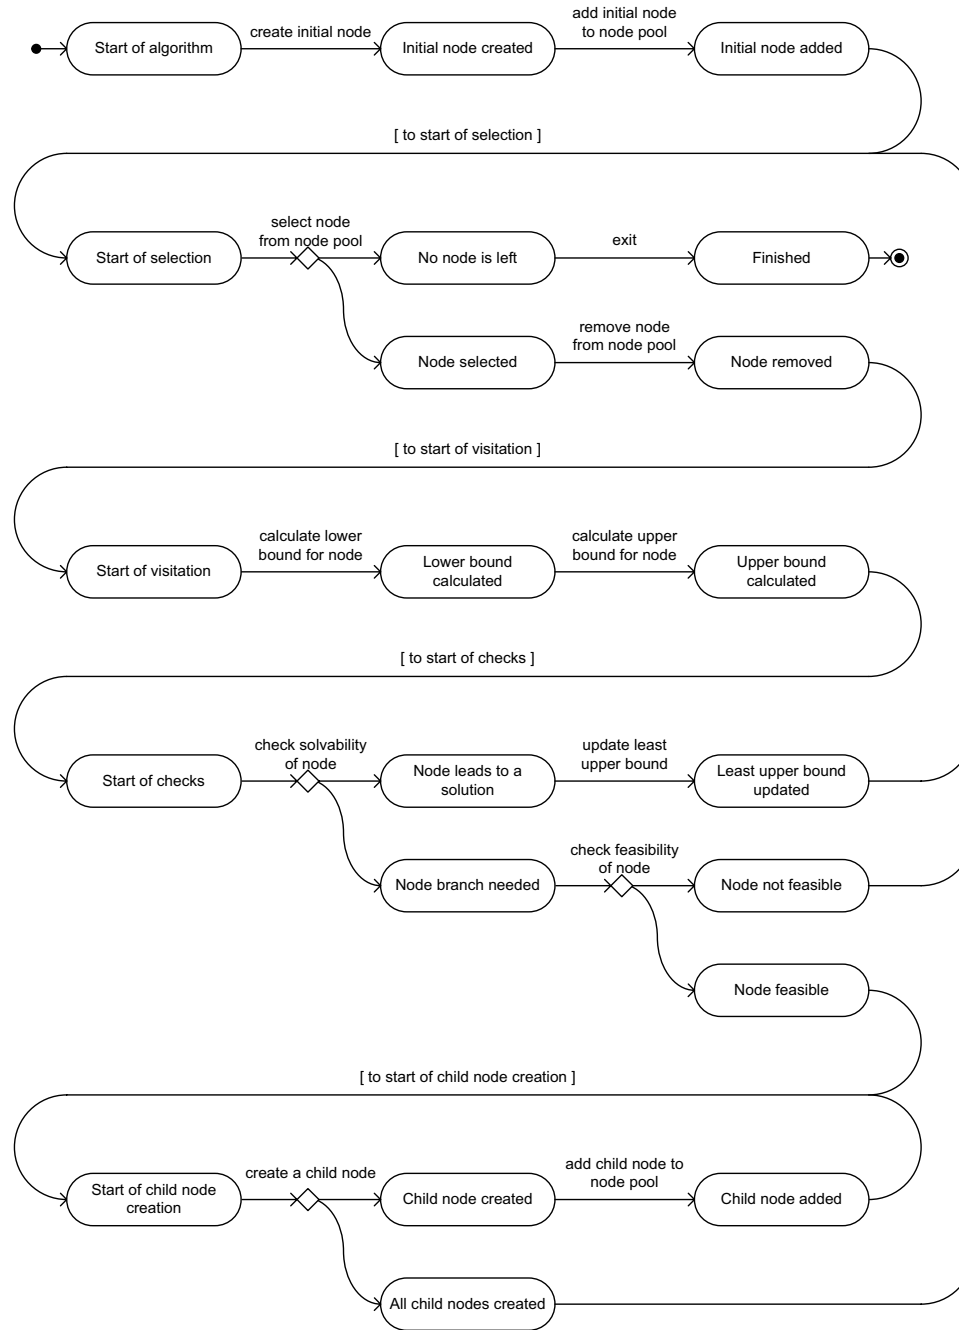 Start of algorithm
create initial node
Initial node created
add initial node
to node pool
Initial node added
[ to start of selection ]
Start of selection
select node
from node pool
No node is left
exit
Finished
Node selected
remove node
from node pool
Node removed
[ to start of visitation ]
Start of visitation
calculate lower
bound for node
Lower bound
calculated
calculate upper
bound for node
Upper bound
calculated
[ to start of checks ]
Start of checks
check solvability
of node
Node leads to a
solution
update least
upper bound
Least upper bound
updated
Node branch needed
check feasibility
of node
Node not feasible
Node feasible
[ to start of child node creation ]
Start of child node
creation
create a child node
Child node created
add child node to
node pool
Child node added
All child nodes created